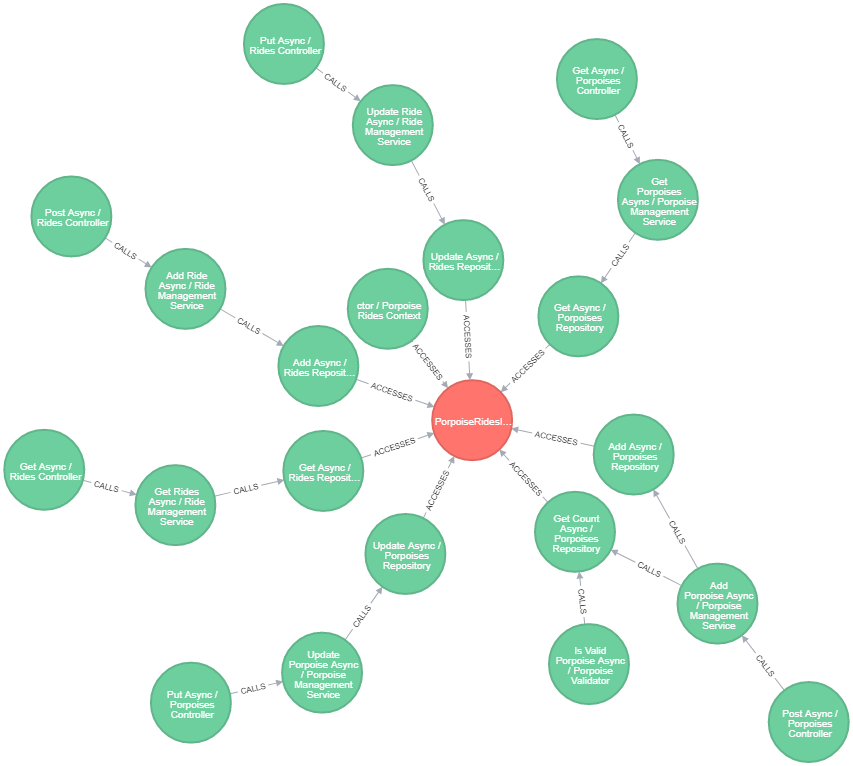 Put Async /
Rides Controller
CALLS
Update Ride
Async / Ride
Management
Service
CALLS
Update Async /
Rides Reposit...
ACCESSES
Get Async /
Porpoises
Controller
CALLS
Get
Porpoises
Async / Porpoise
Management
Service
CALLS
Get Async /
Porpoises
Repository
ACCESSES
Post Async /
Rides Controller
CALLS
Add Ride
Async / Ride
Management
Service
CALLS
Add Async /
Rides Reposit...
ACCESSES
ctor / Porpoise
Rides Context
ACCESSES
PorpoiseRidesI...
Get Async /
Rides Controller
CALLS
Get Rides
Async / Ride
Management
Service
CALLS
Get Async /
Rides Reposit...
ACCESSES
Add Async /
Porpoises
Repository
ACCESSES
Get Count
Async /
Porpoises
Repository
ACCESSES
Update Async /
Porpoises
Repository
ACCESSES
CALLS
CALLS
Add
Porpoise Async
/ Porpoise
Management
Service
CALLS
Is Valid
Porpoise Async
/ Porpoise
Validator
CALLS
Update
Porpoise Async
/ Porpoise
Management
Service
CALLS
Put Async /
Porpoises
Controller
CALLS
Post Async /
Porpoises
Controller
CALLS